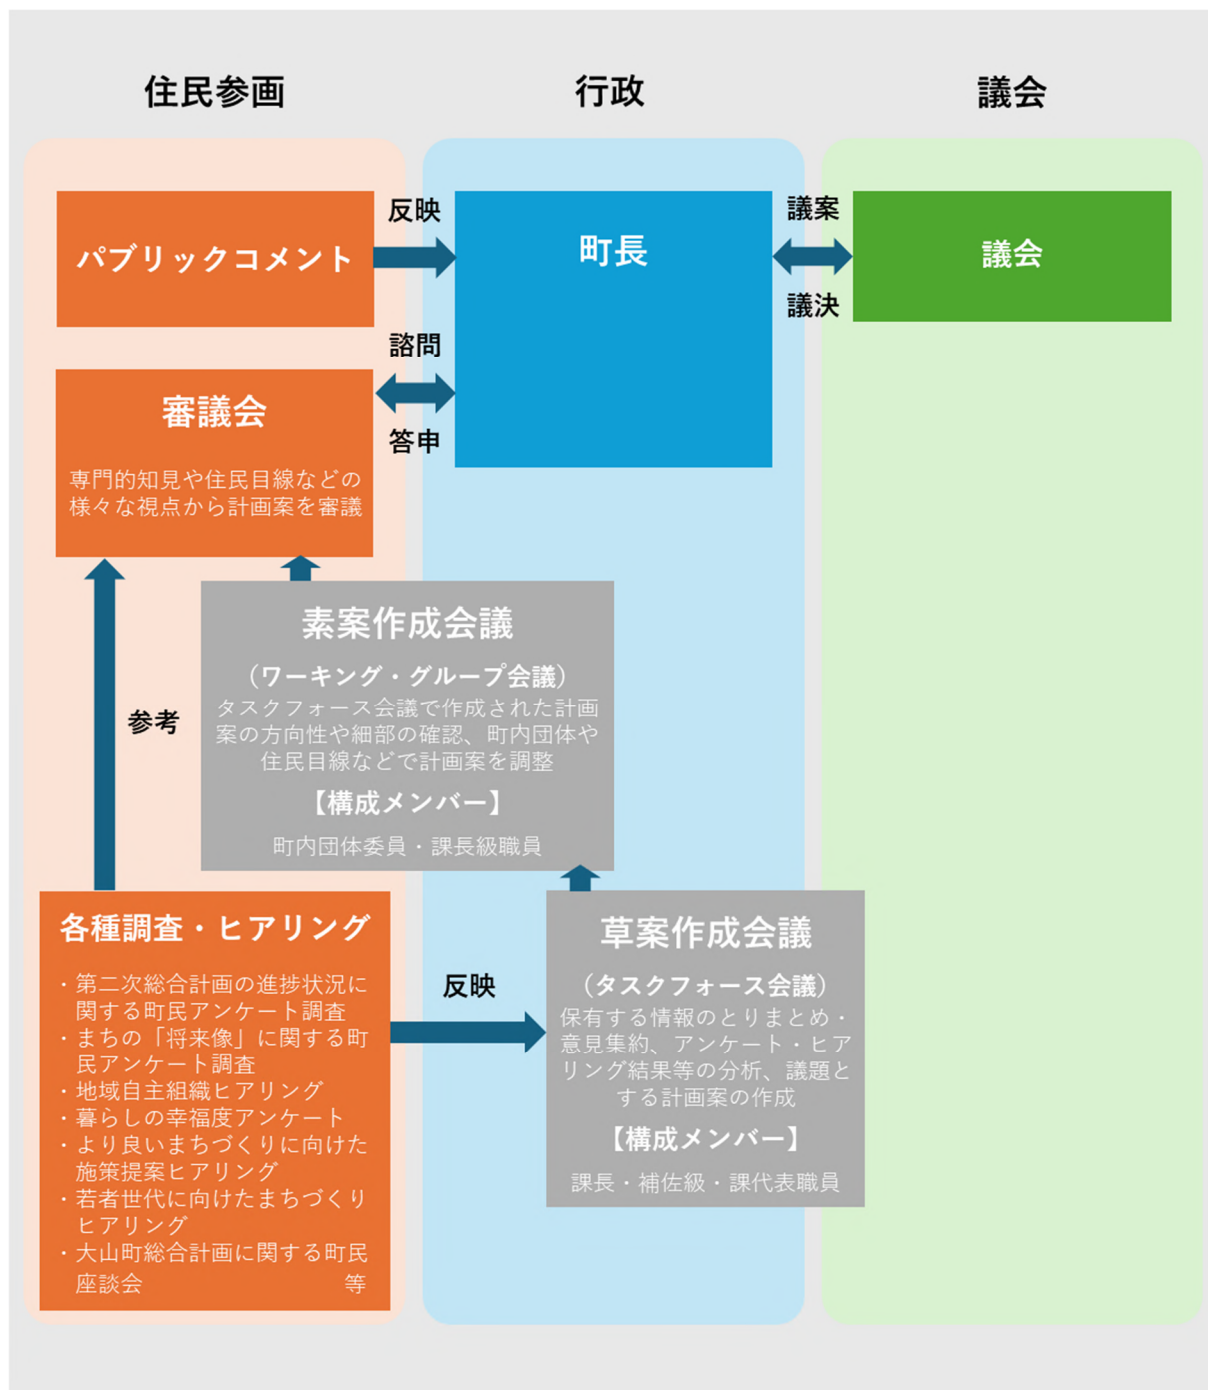 住民参画
行政
議会
パブリックコメント
反映
町長
議案
議決
議会
諮問
答申
審議会
専門的知見や住民目線などの
様々な視点から計画案を審議
素案作成会議
（ワーキング・グループ会議）
タスクフォース会議で作成された計画
案の方向性や細部の確認、町内団体や
住民目線などで計画案を調整
【構成メンバー】
町内団体委員・課長級職員
参考
各種調査・ヒアリング
・第二次総合計画の進捗状況に
関する町民アンケート調査
・まちの「将来像」に関する町
民アンケート調査
・地域自主組織ヒアリング
・暮らしの幸福度アンケート
・より良いまちづくりに向けた
施策提案ヒアリング
・若者世代に向けたまちづくり
ヒアリング
・大山町総合計画に関する町民
座談会　　　　　　　　　等
反映
草案作成会議
（タスクフォース会議）
保有する情報のとりまとめ・
意見集約、アンケート・ヒア
リング結果等の分析、議題と
する計画案の作成
【構成メンバー】
課長・補佐級・課代表職員